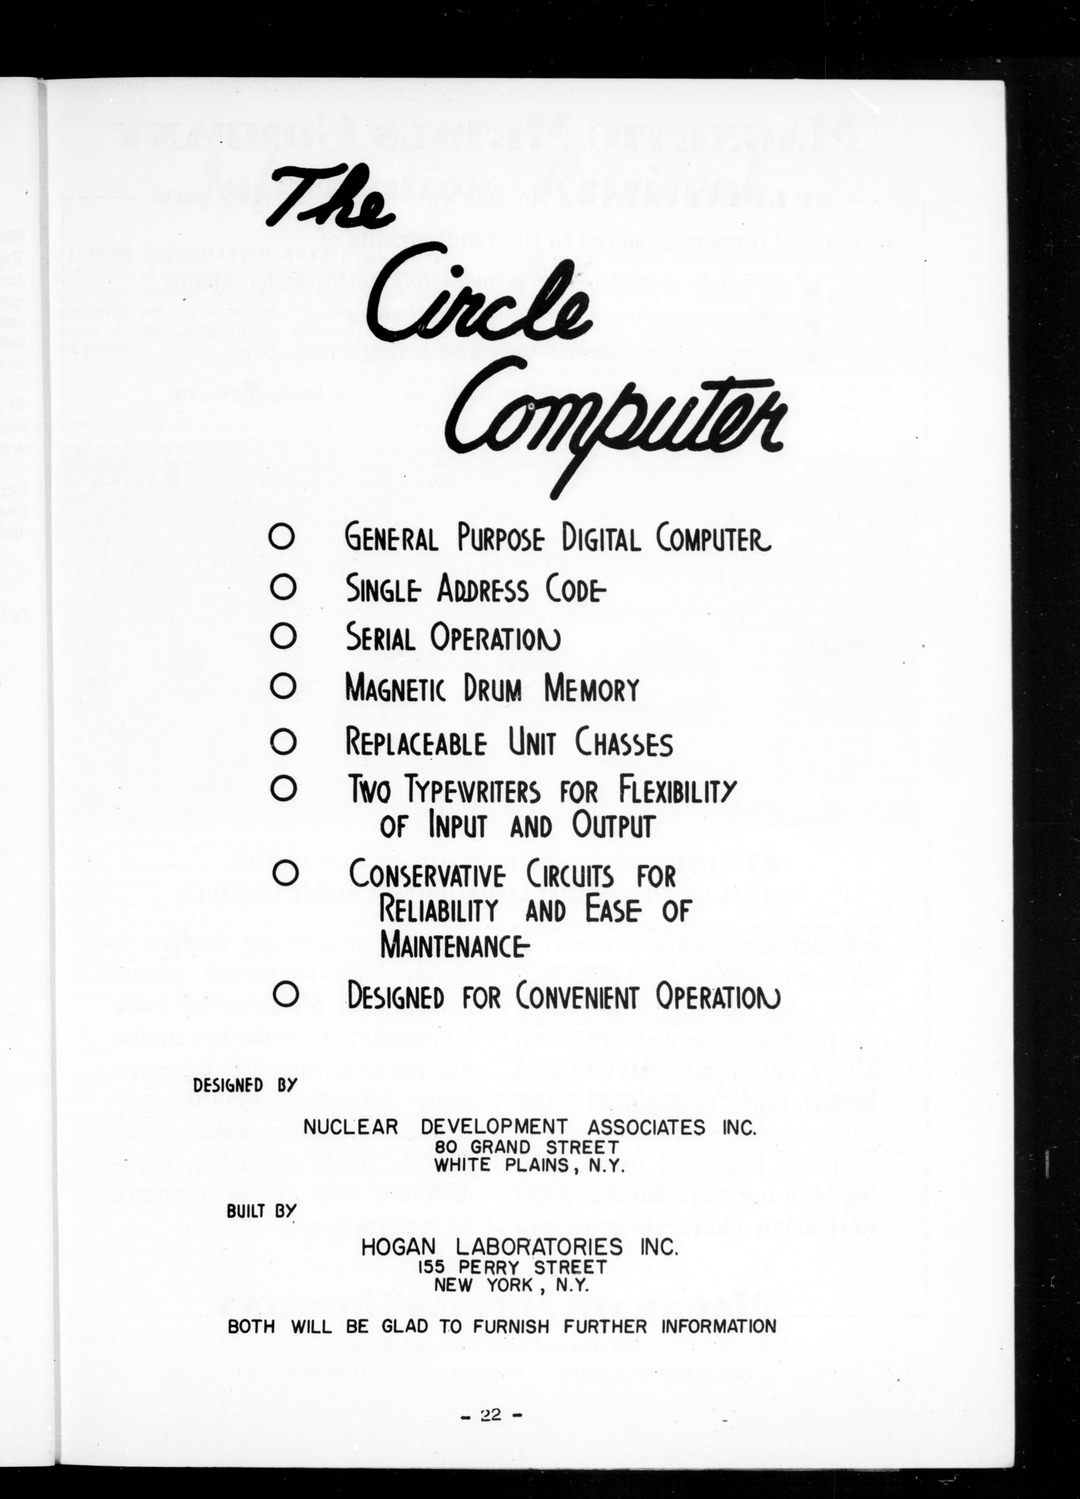 The
Circle
Computer
GENERAL PURPOSE DIGITAL COMPUTER
SINGLE ADDRESS CODE
SERIAL OPERATION
MAGNETIC DRUM MEMORY
REPLACEABLE UNIT CHASSES
TWO TYPEWRITERS FOR FLEXIBILITY
OF INPUT AND OUTPUT
CONSERVATIVE CIRCUITS FOR
RELIABILITY AND EASE OF
MAINTENANCE
DESIGNED FOR CONVENIENT OPERATION
DESIGNED BY
NUCLEAR DEVELOPMENT ASSOCIATES INC.
80 GRAND STREET
WHITE PLAINS, N.Y.
BUILT BY
HOGAN LABORATORIES INC.
155 PERRY STREET
NEW YORK, N.Y.
BOTH WILL BE GLAD TO FURNISH FURTHER INFORMATION
- 22 -